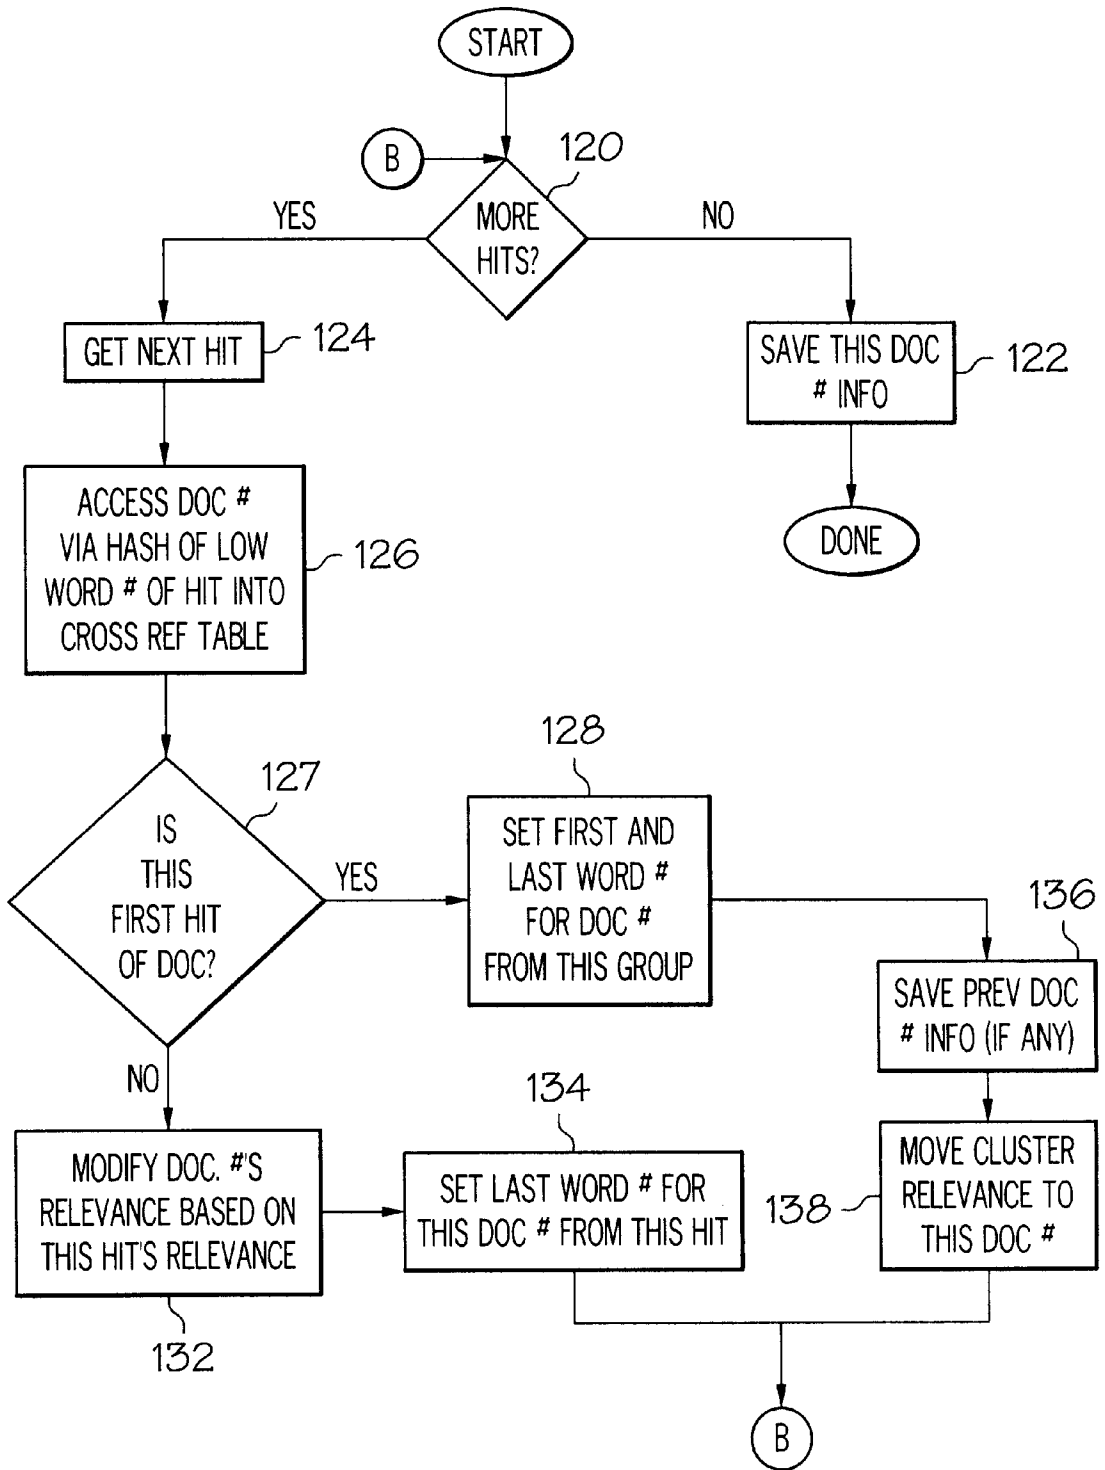 START
B
120
MORE
HITS?
YES
NO
GET NEXT HIT
124
SAVE THIS DOC
# INFO
122
ACCESS DOC #
VIA HASH OF LOW
WORD # OF HIT INTO
CROSS REF TABLE
126
DONE
IS
THIS
FIRST HIT
OF DOC?
127
YES
NO
128
SET FIRST AND
LAST WORD #
FOR DOC #
FROM THIS GROUP
136
SAVE PREV DOC
# INFO (IF ANY)
MODIFY DOC. #'S
RELEVANCE BASED ON
THIS HIT'S RELEVANCE
132
134
SET LAST WORD # FOR
THIS DOC # FROM THIS HIT
138
MOVE CLUSTER
RELEVANCE TO
THIS DOC #
B